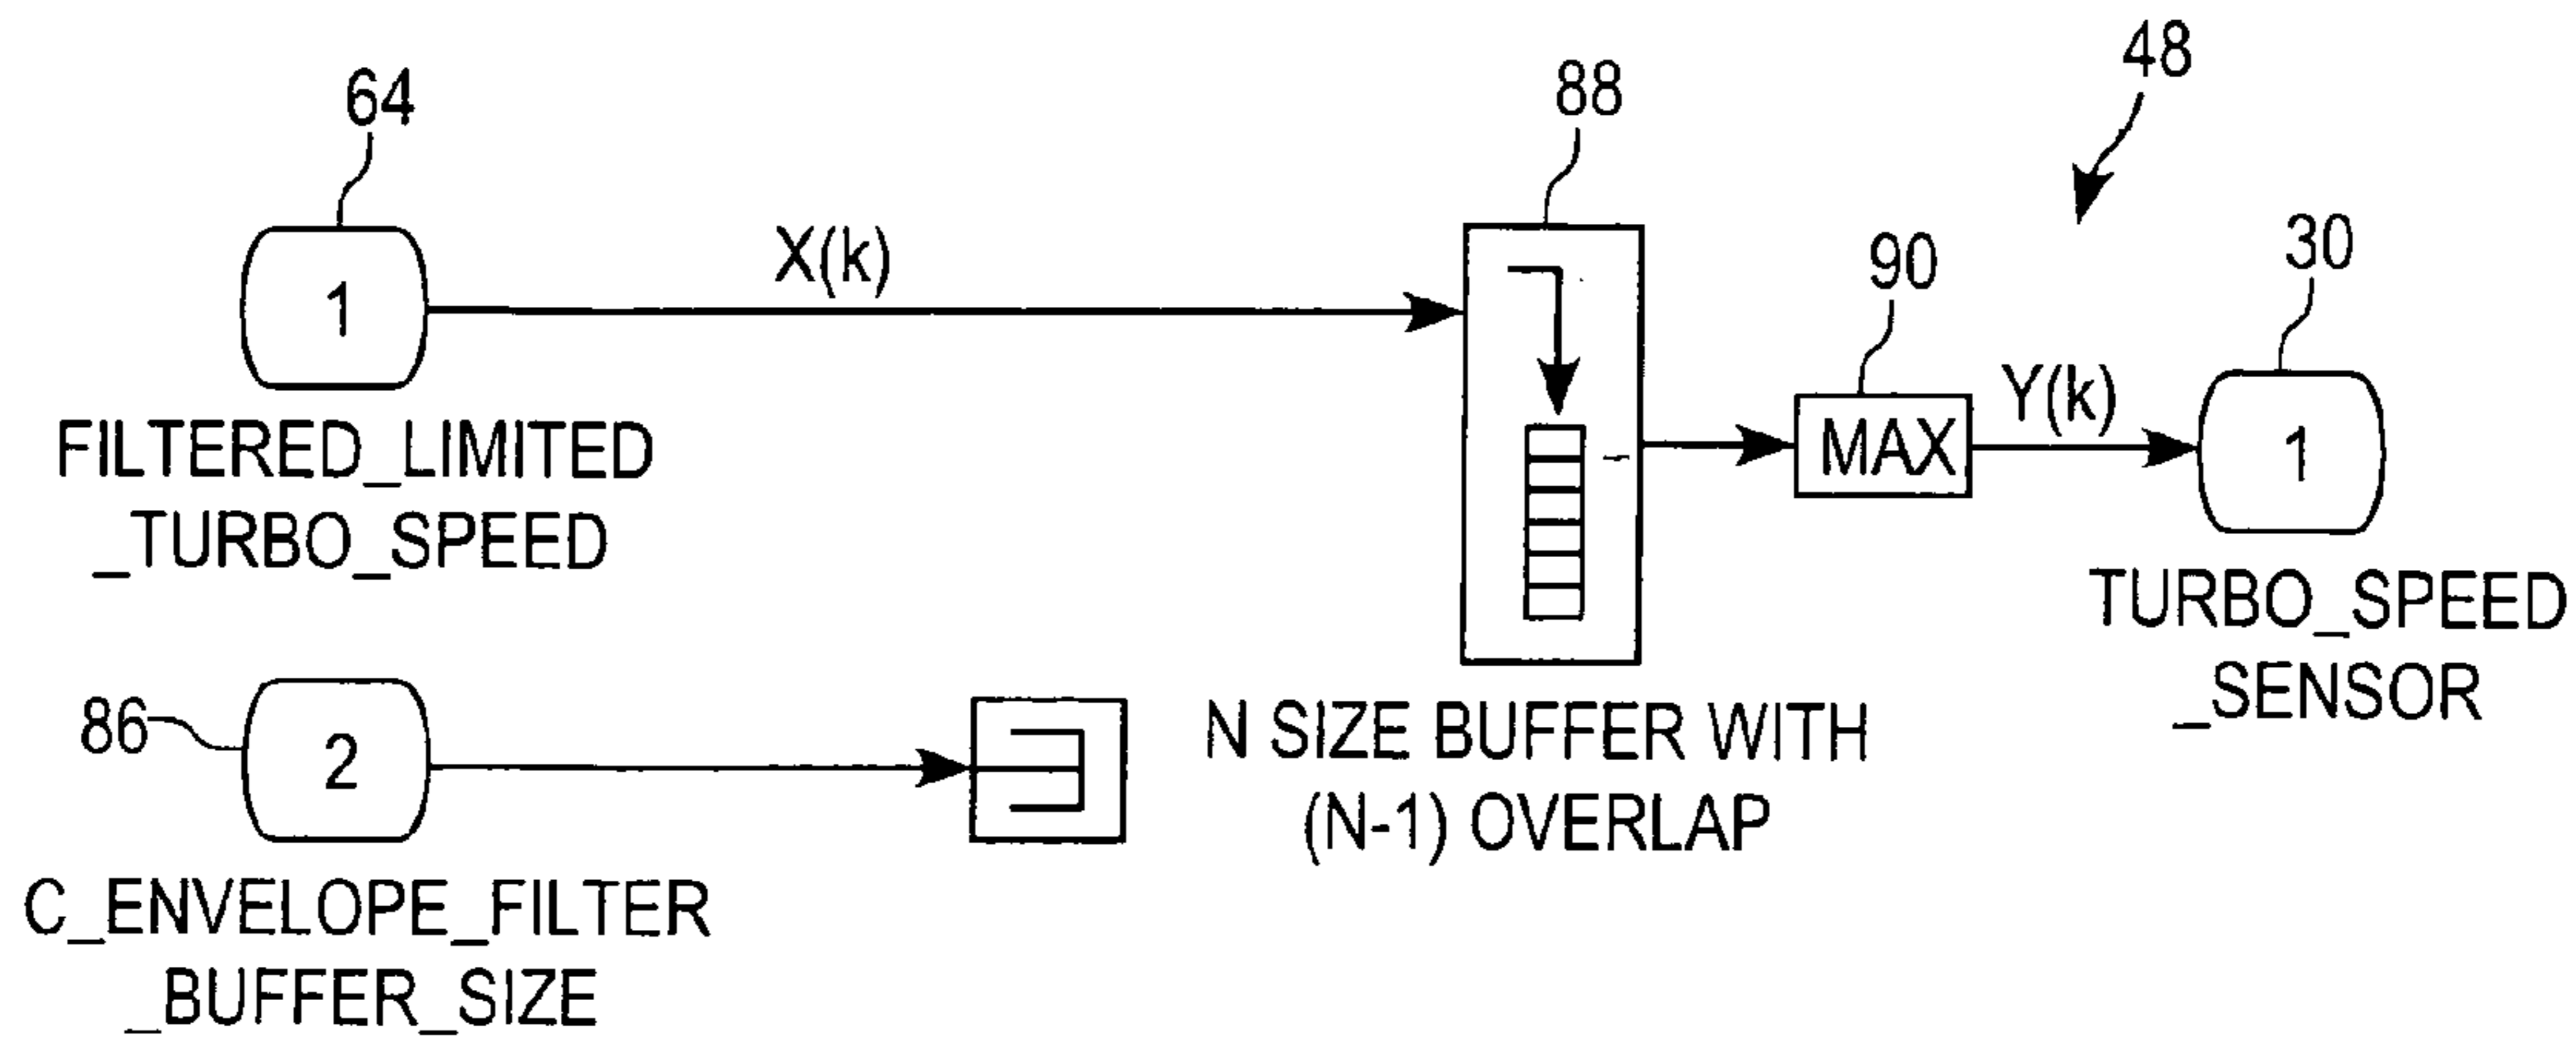 48
64
88
X(k)
90
30
1
Y(k)
MAX
1
FILTERED_LIMITED
_TURBO_SPEED
TURBO_SPEED
_SENSOR
86
2
N SIZE BUFFER WITH
(N-1) OVERLAP
C_ENVELOPE_FILTER
_BUFFER_SIZE